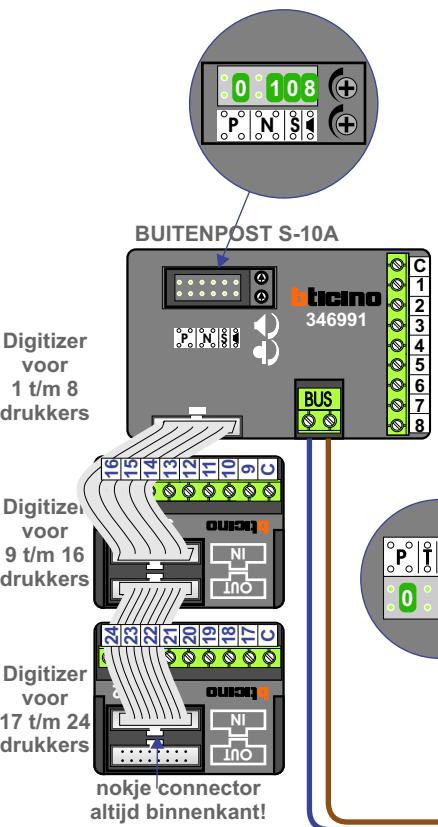 0 108
P N S
BUITENPOST S-10A
bticino
346991
P N S
C
1
2
3
4
5
6
7
8
BUS
Digitizer
voor
1 t/m 8
drukkers
16 15 14 13 12 11 10 9 C
Digitizer
voor
9 t/m 16
drukkers
bticino
IN
OUT
P T
0
24 23 22 21 20 19 18 17 C
Digitizer
voor
17 t/m 24
drukkers
bticino
IN
OUT
nokje connector
altijd binnenkant!